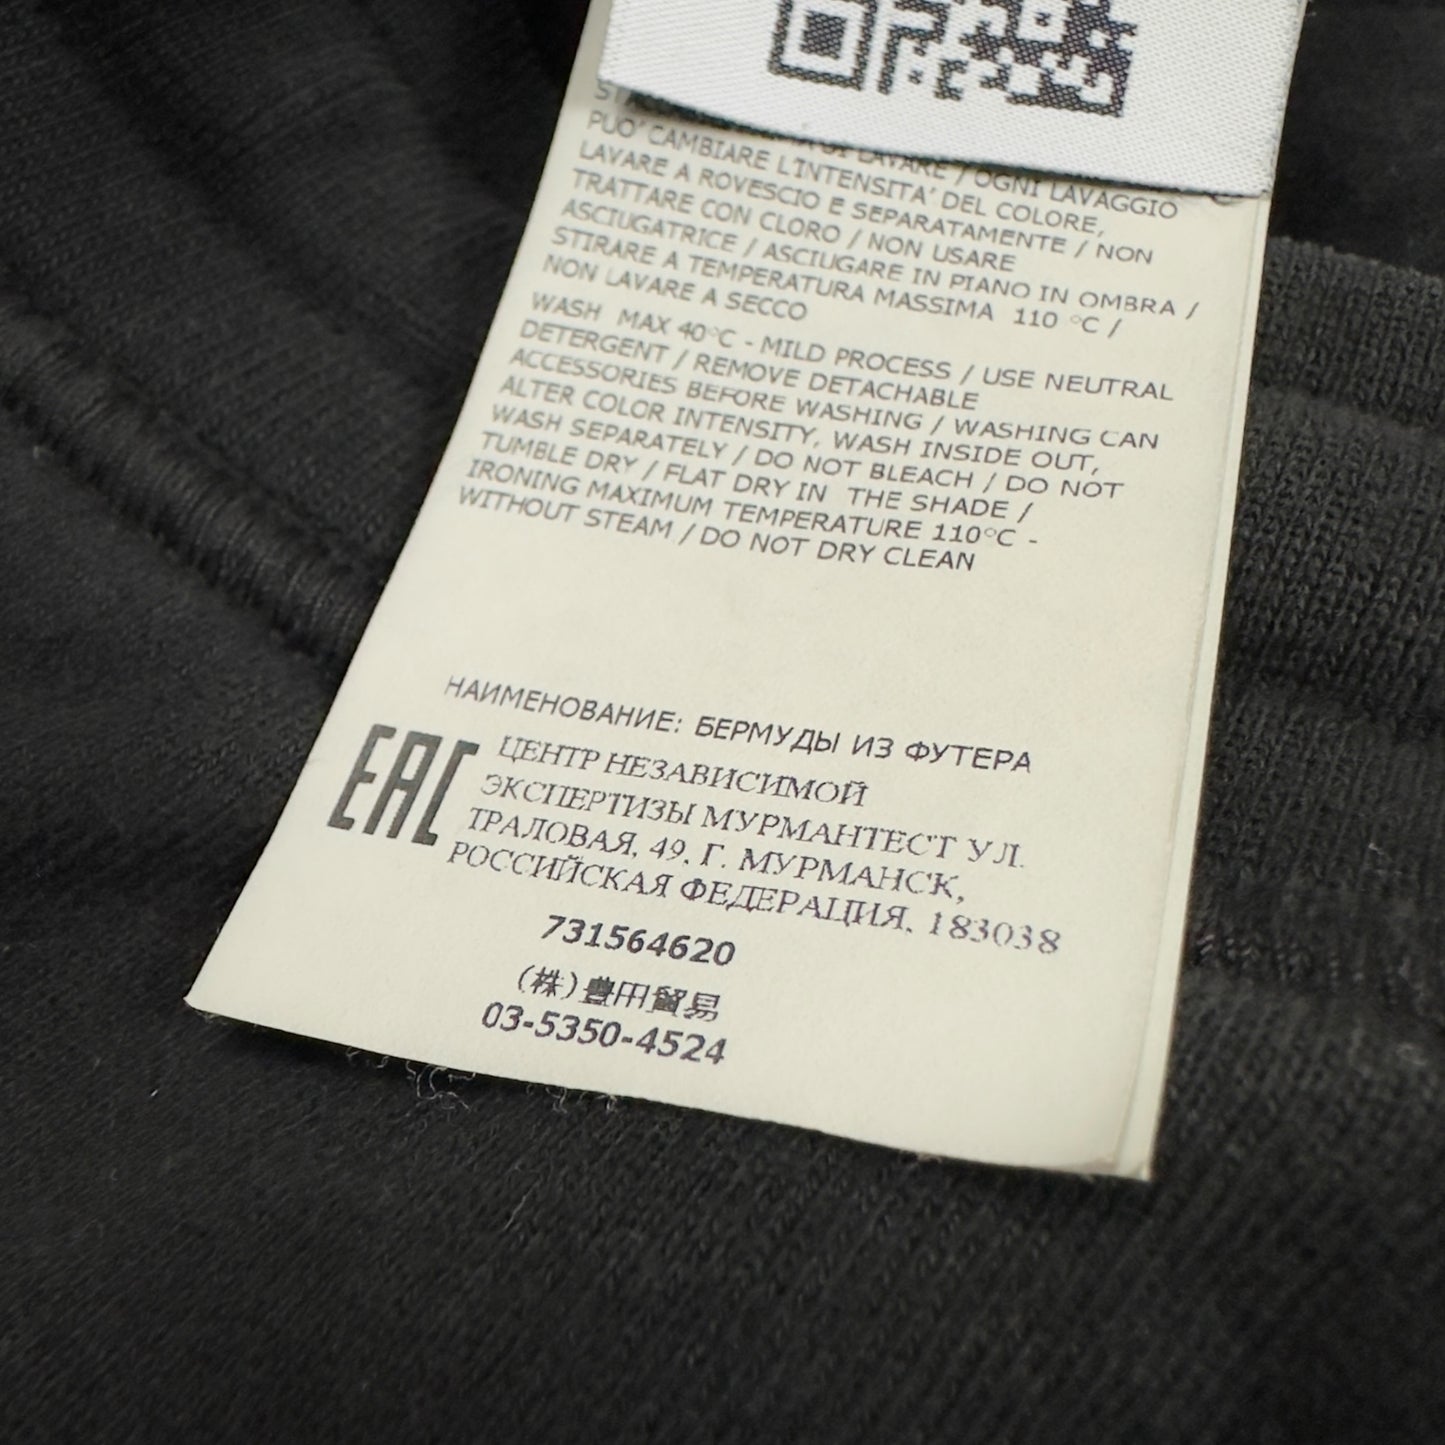 DI LAVARE / OGNI LAVAGGIO
PUO' CAMBIARE L'INTENSITA' DEL COLORE,
LAVARE A ROVESCIO E SEPARATAMENTE / NON
TRATTARE CON CLORO / NON USARE
ASCIUGATRICE / ASCIUGARE IN PIANO IN OMBRA /
STIRARE A TEMPERATURA MASSIMA 110 °C /
NON LAVARE A SECCO
WASH MAX 40°C - MILD PROCESS / USE NEUTRAL
DETERGENT / REMOVE DETACHABLE
ACCESSORIES BEFORE WASHING / WASHING CAN
ALTER COLOR INTENSITY, WASH INSIDE OUT,
WASH SEPARATELY / DO NOT BLEACH / DO NOT
TUMBLE DRY / FLAT DRY IN THE SHADE /
IRONING MAXIMUM TEMPERATURE 110°C -
WITHOUT STEAM / DO NOT DRY CLEAN
НАИМЕНОВАНИЕ: БЕРМУДЫ ИЗ ФУТЕРА
EAC
ЦЕНТР НЕЗАВИСИМОЙ
ЭКСПЕРТИЗЫ МУРМАНТЕСТ УЛ.
ТРАЛОВАЯ, 49, Г. МУРМАНСК,
РОССИЙСКАЯ ФЕДЕРАЦИЯ, 183038
731564620
(株)豊田貿易
03-5350-4524